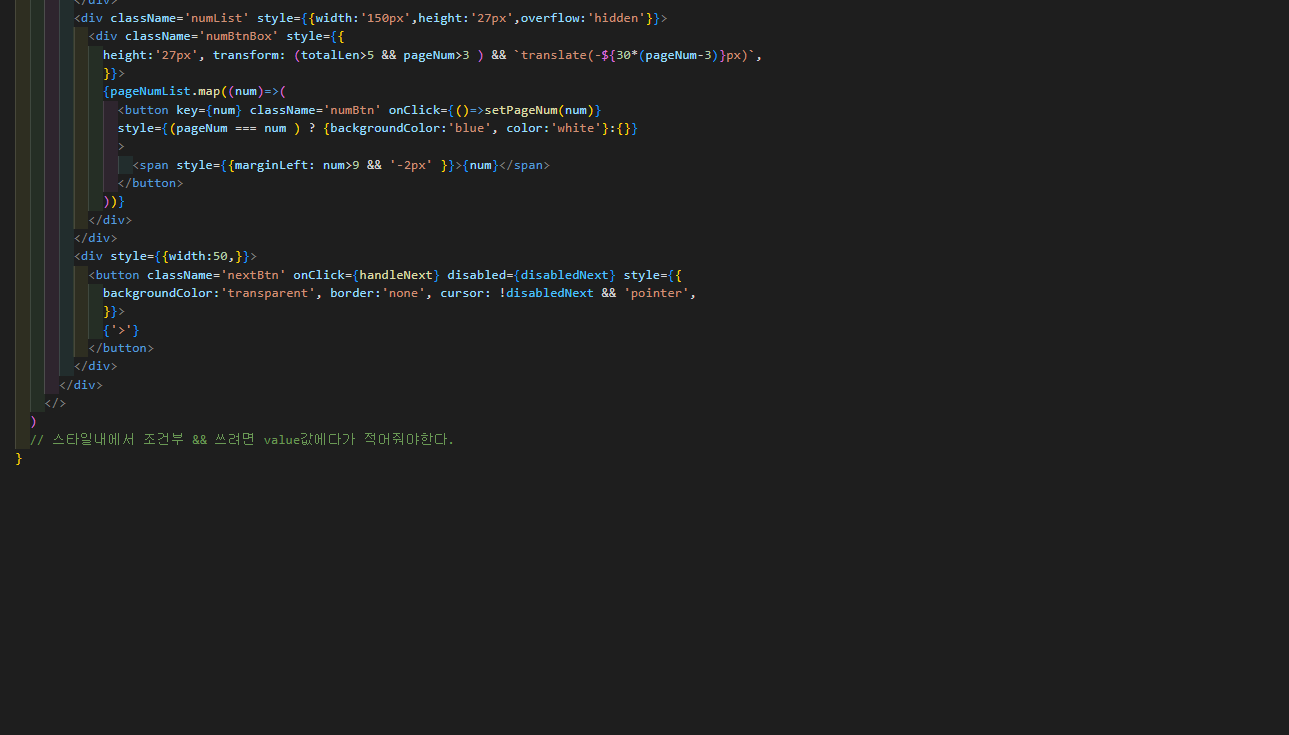 </div>
<div className='numList' style={{width:'150px',height:'27px',overflow:'hidden'}}>
<div className='numBtnBox' style={{
height:'27px', transform: (totalLen>5 && pageNum>3 ) && `translate(-${30*(pageNum-3)}px)`,
}}>
{pageNumList.map((num)=>(
<button key={num} className='numBtn' onClick={()=>setPageNum(num)}
style={(pageNum === num ) ? {backgroundColor:'blue', color:'white'}:{}}
>
<span style={{marginLeft: num>9 && '-2px' }}>{num}</span>
</button>
))}
</div>
</div>
<div style={{width:50,}}>
<button className='nextBtn' onClick={handleNext} disabled={disabledNext} style={{
backgroundColor:'transparent', border:'none', cursor: !disabledNext && 'pointer',
}}>
{'>'}
</button>
</div>
</div>
</>
)
// 스타일내에서 조건부 && 쓰려면 value값에다가 적어줘야한다.
}